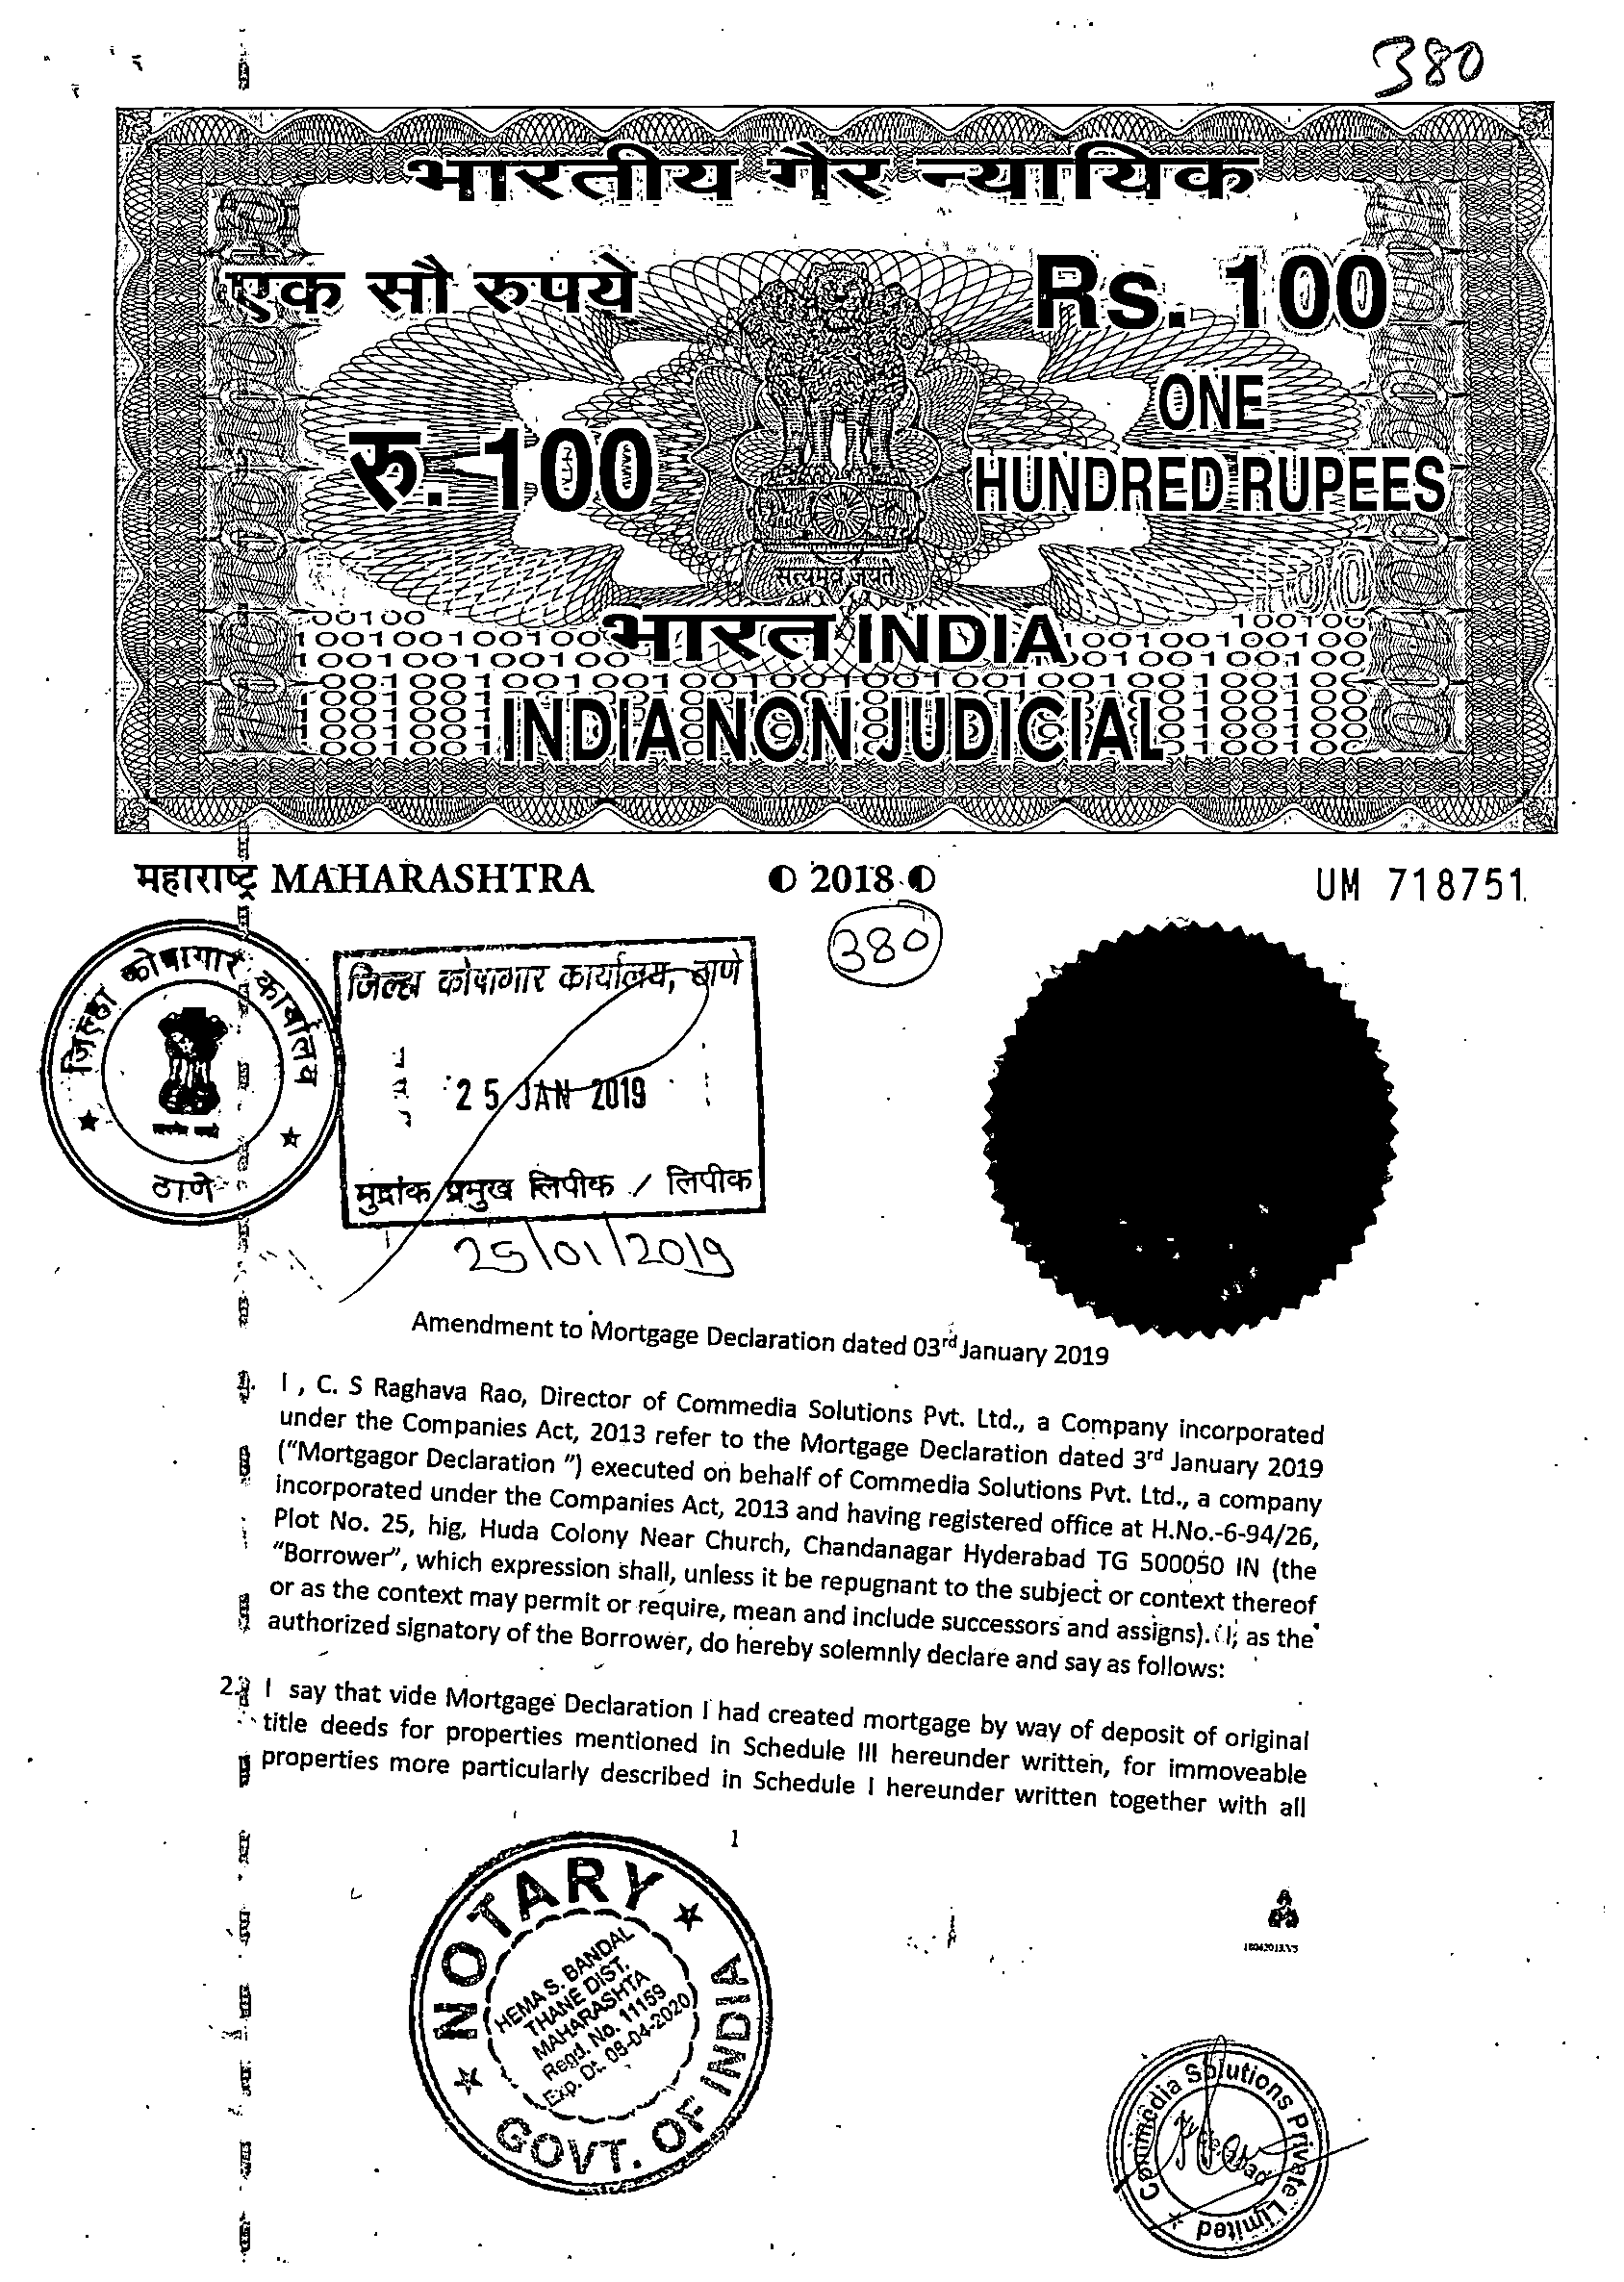 380
भारतीय गैर न्यायिक
एक सौ रुपये
Rs. 100
रु. 100
ONE
HUNDRED RUPEES
सत्यमेव जयते
भारत INDIA
INDIA NON JUDICIAL
महाराष्ट्र MAHARASHTRA
2018
UM 718751
380
जिल्हा कोषागार कार्यालय
ठाणे
जिल्हा कोषागार कार्यालय, ठाणे
25 JAN 2019
मुद्रांक प्रमुख लिपीक / लिपीक
25/01/2019
Amendment to Mortgage Declaration dated 03rd January 2019
1. I , C. S Raghava Rao, Director of Commedia Solutions Pvt. Ltd., a Company incorporated
under the Companies Act, 2013 refer to the Mortgage Declaration dated 3rd January 2019
("Mortgagor Declaration ") executed on behalf of Commedia Solutions Pvt. Ltd., a company
incorporated under the Companies Act, 2013 and having registered office at H.No.-6-94/26,
Plot No. 25, hig, Huda Colony Near Church, Chandanagar Hyderabad TG 500050 IN (the
"Borrower", which expression shall, unless it be repugnant to the subject or context thereof
or as the context may permit or require, mean and include successors and assigns). I, as the
authorized signatory of the Borrower, do hereby solemnly declare and say as follows:
2. I say that vide Mortgage Declaration I had created mortgage by way of deposit of original
title deeds for properties mentioned in Schedule III hereunder written, for immoveable
properties more particularly described in Schedule I hereunder written together with all
1
NOTARY
HEMA S. BANDAL
THANE DIST.
MAHARASHTA
Regd. No. 11159
Exp. Dt. 08-04-2020
GOVT. OF INDIA
Commedia Solutions Private Limited